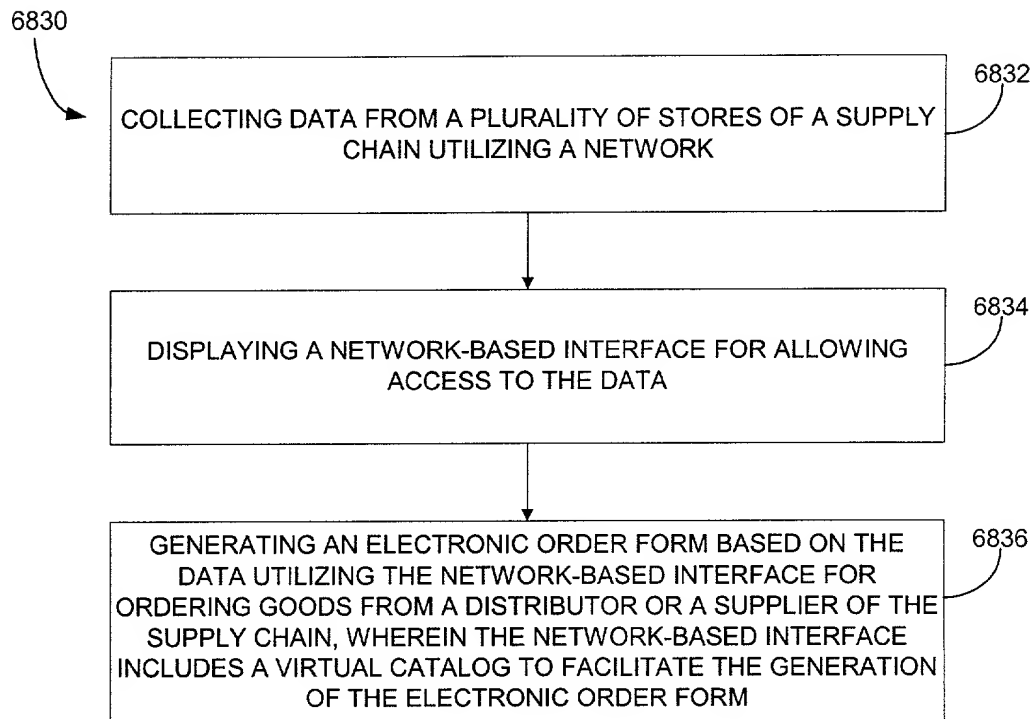 6830
6832
COLLECTING DATA FROM A PLURALITY OF STORES OF A SUPPLY
CHAIN UTILIZING A NETWORK
6834
DISPLAYING A NETWORK-BASED INTERFACE FOR ALLOWING
ACCESS TO THE DATA
6836
GENERATING AN ELECTRONIC ORDER FORM BASED ON THE
DATA UTILIZING THE NETWORK-BASED INTERFACE FOR
ORDERING GOODS FROM A DISTRIBUTOR OR A SUPPLIER OF THE
SUPPLY CHAIN, WHEREIN THE NETWORK-BASED INTERFACE
INCLUDES A VIRTUAL CATALOG TO FACILITATE THE GENERATION
OF THE ELECTRONIC ORDER FORM